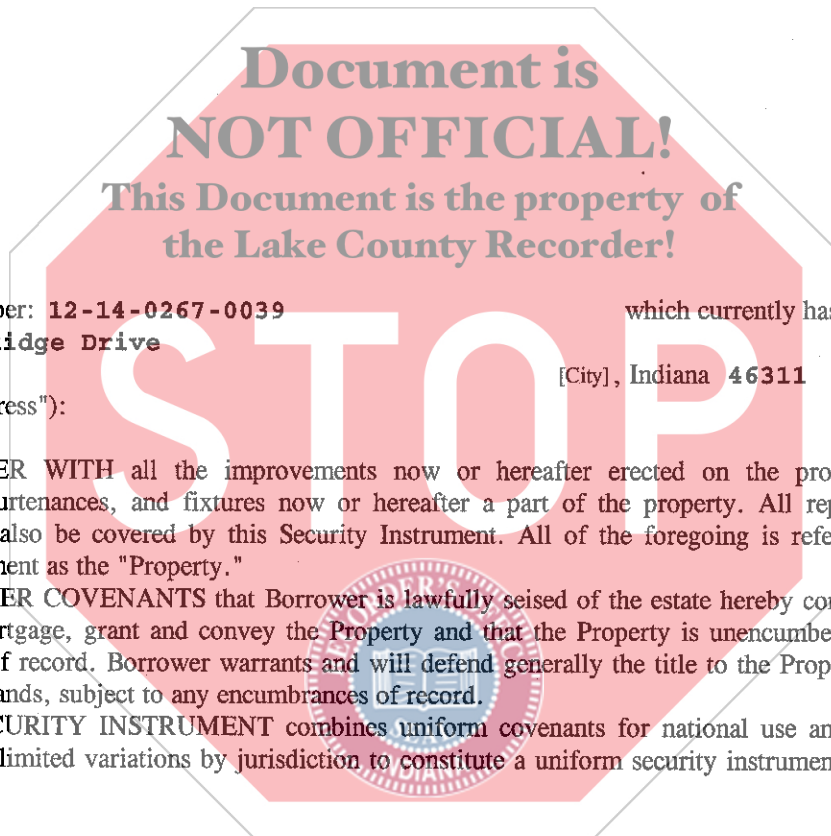 Document is
NOT OFFICIAL!
This Document is the property of
the Lake County Recorder!
ber: 12-14-0267-0039 which currently has
idge Drive
[City], Indiana 46311
ress"):
STOP
ER WITH all the improvements now or hereafter erected on the pro
urtenances, and fixtures now or hereafter a part of the property. All rep
also be covered by this Security Instrument. All of the foregoing is refe
nent as the "Property."
ER COVENANTS that Borrower is lawfully seised of the estate hereby con
rtgage, grant and convey the Property and that the Property is unencumbe
f record. Borrower warrants and will defend generally the title to the Prop
ands, subject to any encumbrances of record.
CURITY INSTRUMENT combines uniform covenants for national use an
limited variations by jurisdiction to constitute a uniform security instrumen
RECORDER'S
SEAL
INDIANA